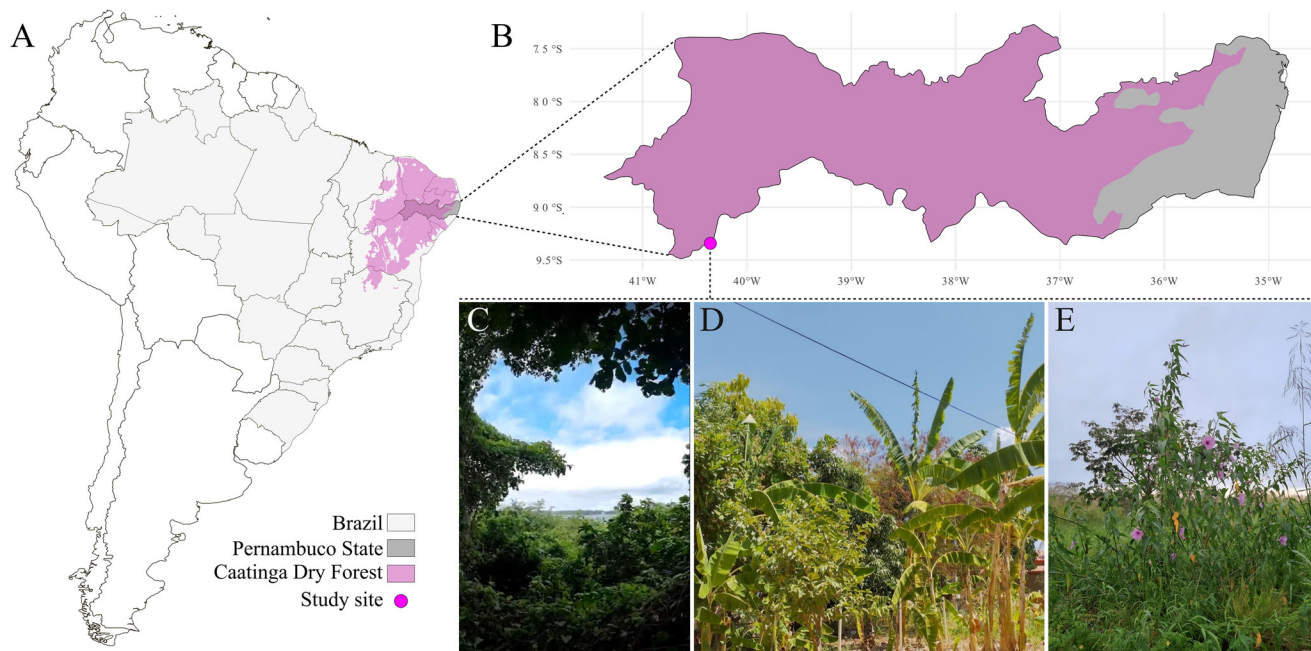 A
B
7.5 °S
8.0 °S
8.5 °S
9.0 °S
9.5°S
41°W
40°W
39°W
38°W
37°W
36°W
35°W
Brazil
Pernambuco State
Caatinga Dry Forest
Study site
C
D
E